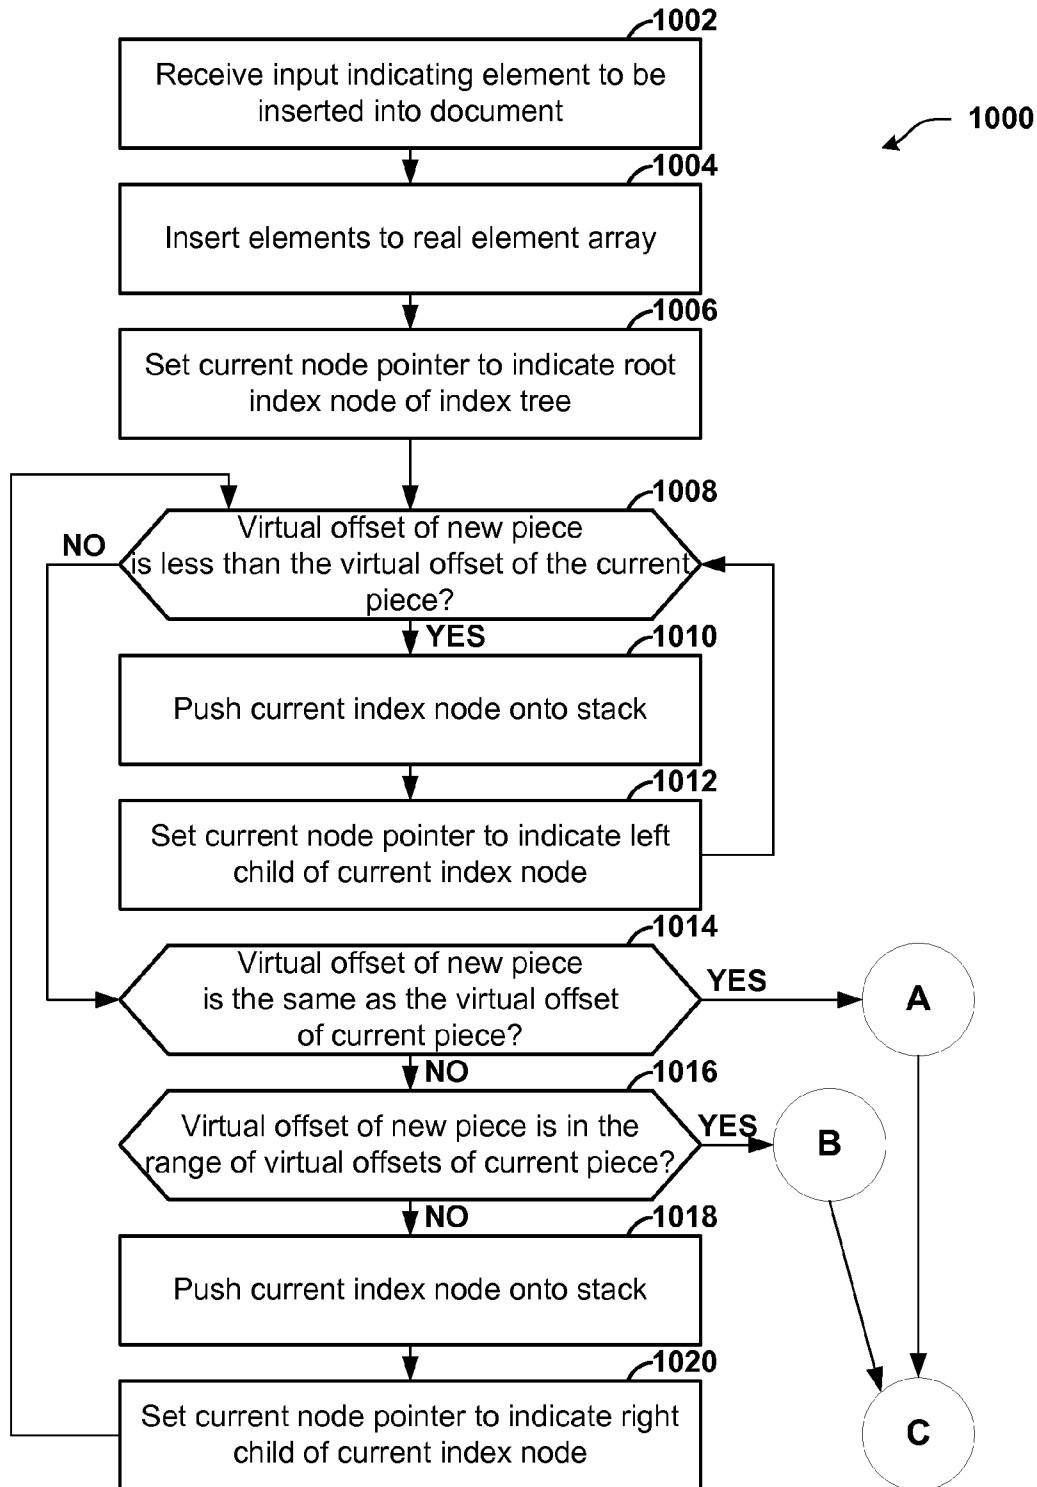 1002
Receive input indicating element to be
inserted into document
1000
1004
Insert elements to real element array
1006
Set current node pointer to indicate root
index node of index tree
1008
Virtual offset of new piece
is less than the virtual offset of the current
piece?
NO
YES
1010
Push current index node onto stack
1012
Set current node pointer to indicate left
child of current index node
1014
Virtual offset of new piece
is the same as the virtual offset
of current piece?
YES
A
NO
1016
Virtual offset of new piece is in the
range of virtual offsets of current piece?
YES
B
NO
1018
Push current index node onto stack
1020
Set current node pointer to indicate right
child of current index node
C